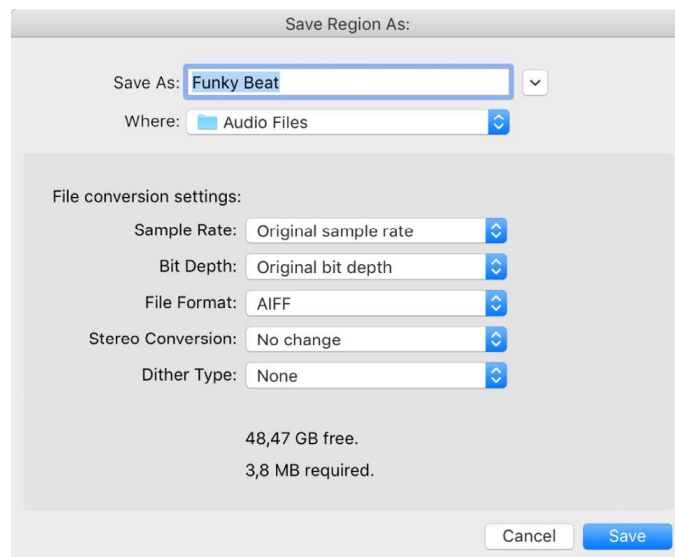 Save Region As:
Save As: Funky Beat
Where: Audio Files
File conversion settings:
Sample Rate: Original sample rate
Bit Depth: Original bit depth
File Format: AIFF
Stereo Conversion: No change
Dither Type: None
48,47 GB free.
3,8 MB required.
Cancel Save